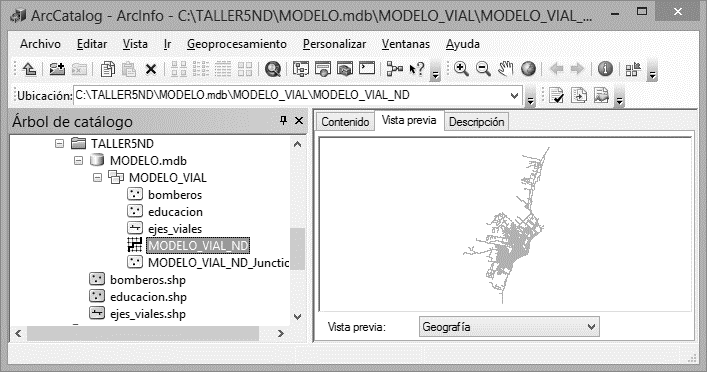 ArcCatalog - ArcInfo - C:\TALLER5ND\MODELO.mdb\MODELO_VIAL\MODELO_VIAL_...
Archivo Editar Vista Ir Geoprocesamiento Personalizar Ventanas Ayuda
Ubicación: C:\TALLER5ND\MODELO.mdb\MODELO_VIAL\MODELO_VIAL_ND
Árbol de catálogo
TALLER5ND
MODELO.mdb
MODELO_VIAL
bomberos
educacion
ejes_viales
MODELO_VIAL_ND
MODELO_VIAL_ND_Junctic
bomberos.shp
educacion.shp
ejes_viales.shp
Contenido Vista previa Descripción
Vista previa: Geografía